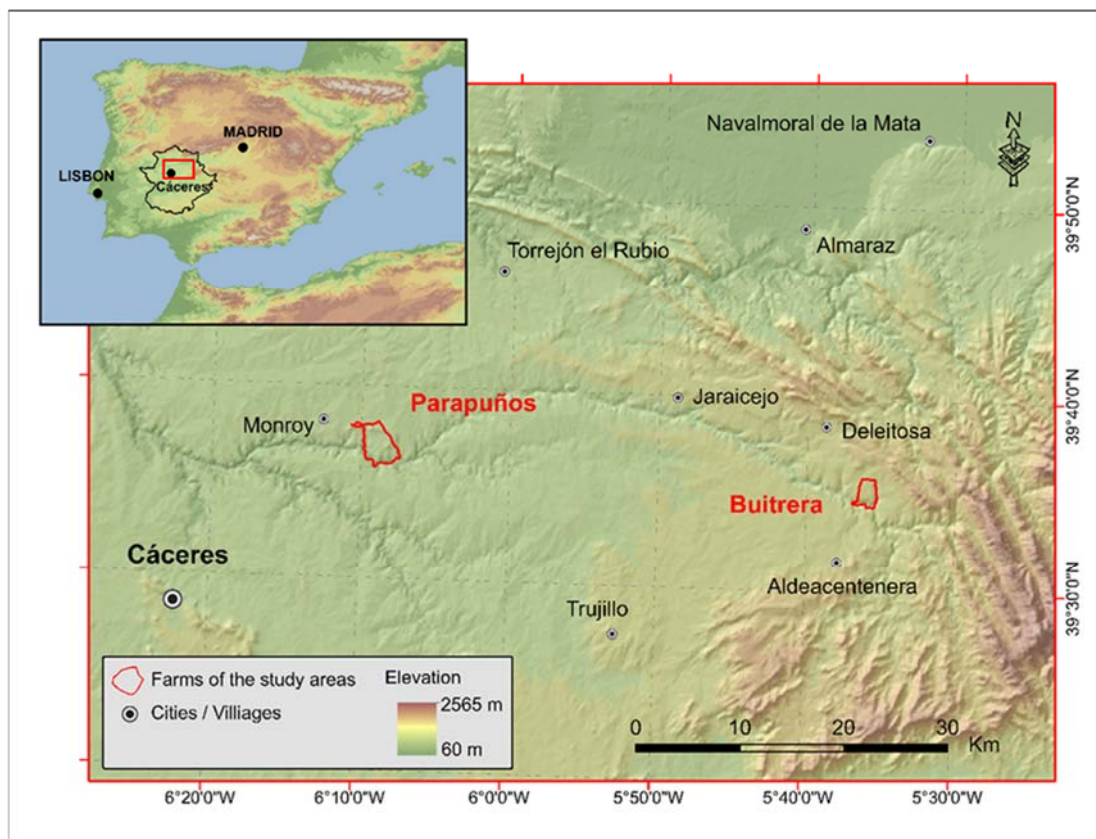 MADRID
LISBON
Cáceres
N
Navalmoral de la Mata
Almaraz
Torrejón el Rubio
39°50'0"N
Parapuños
Jaraicejo
Monroy
Deleitosa
39°40'0"N
Buitrera
Cáceres
Aldeacentenera
Trujillo
39°30'0"N
Farms of the study areas
Cities / Villiages
Elevation
2565 m
60 m
0 10 20 30
Km
6°20'0"W 6°10'0"W 6°0'0"W 5°50'0"W 5°40'0"W 5°30'0"W